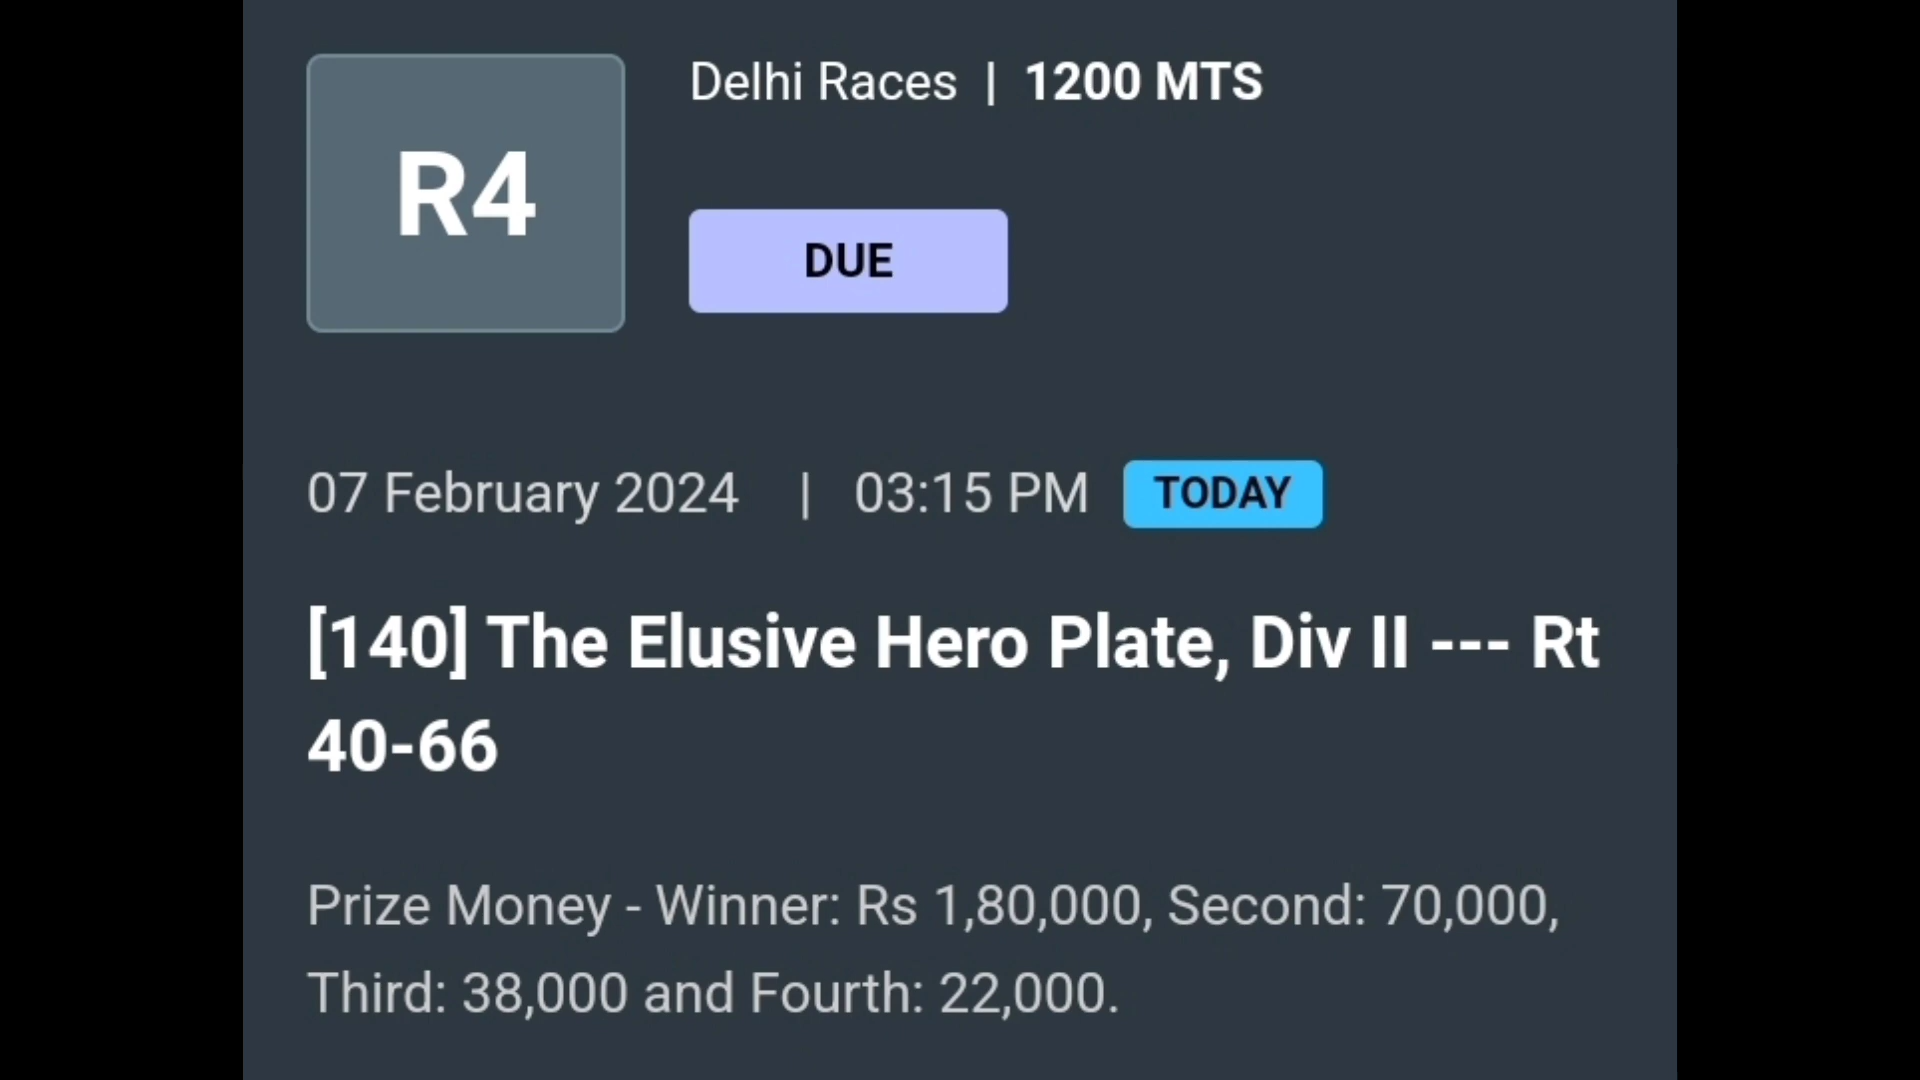 R4
Delhi Races | 1200 MTS
DUE
07 February 2024 | 03:15 PM TODAY
[140] The Elusive Hero Plate, Div II --- Rt
40-66
Prize Money - Winner: Rs 1,80,000, Second: 70,000,
Third: 38,000 and Fourth: 22,000.